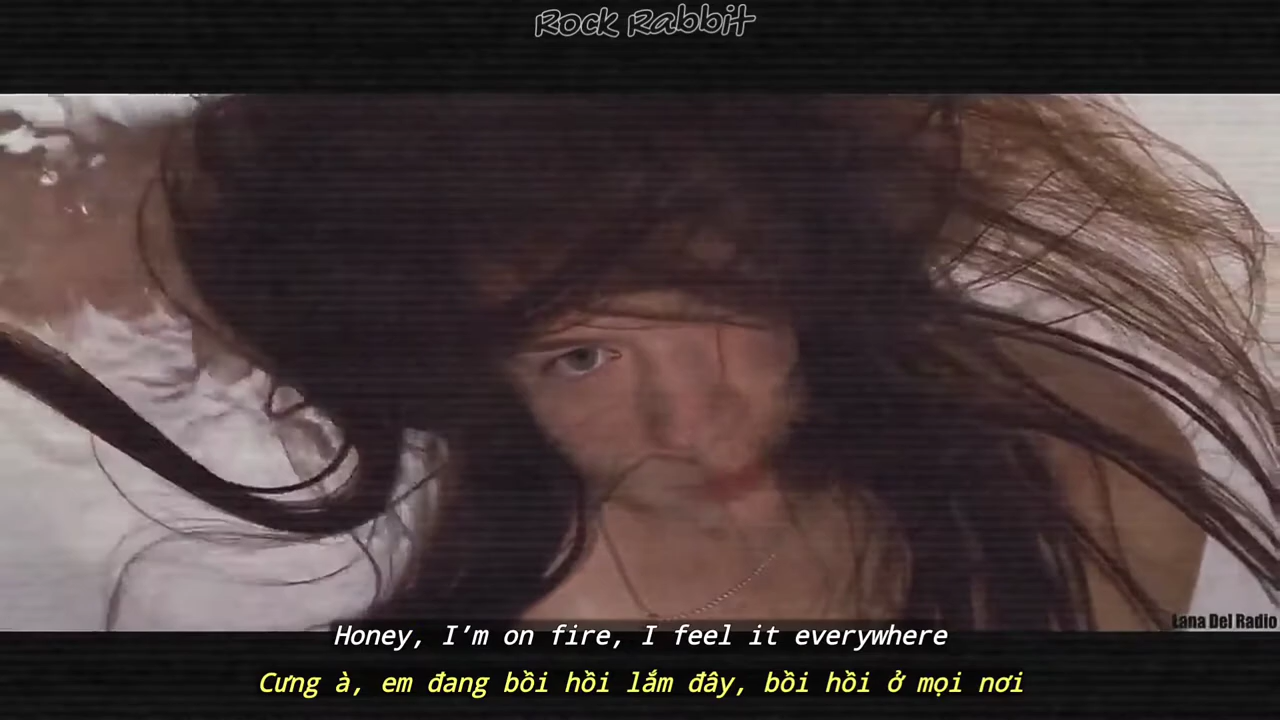 Rock Rabbit
Lana Del Radio
Honey, I’m on fire, I feel it everywhere
Cưng à, em đang bồi hồi lắm đây, bồi hồi ở mọi nơi